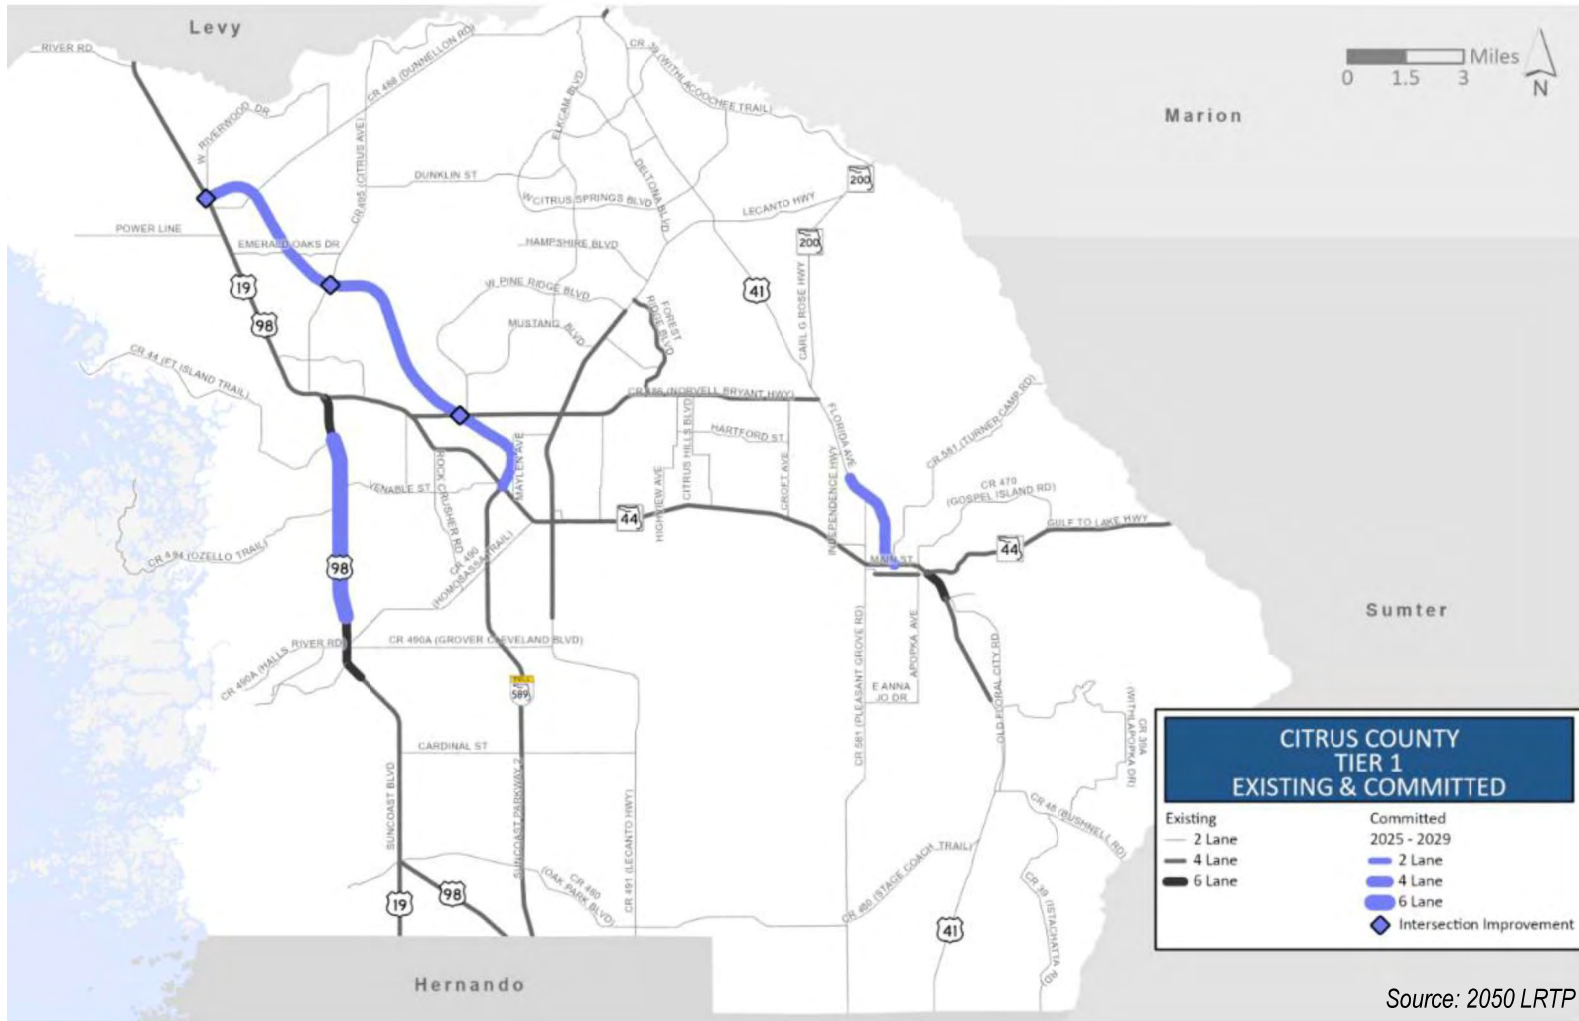 Levy
RIVER RD
CR 39 (WITHLACOOCHEE TRAIL)
CR 488 (DUNNELLON RD)
Miles
0 1.5 3
N
Marion
W RIVERWOOD DR
ELKCAM BLVD
CR 495 (CITRUS AVE)
DUNKLIN ST
DELTONA BLVD
200
W CITRUS SPRINGS BLVD
LECANTO HWY
POWER LINE
EMERALD OAKS DR
HAMPSHIRE BLVD
200
19
W PINE RIDGE BLVD
41
98
MUSTANG BLVD
FOREST
RIDGE BLVD
CARL G ROSE HWY
CR 44 (FT ISLAND TRAIL)
CR 486 (NORVELL BRYANT HWY)
FLORIDA AVE
CR 581 (TURNER CAMP RD)
HARTFORD ST
MAYLEN AVE
CITRUS HILLS BLVD
CROFT AVE
INDEPENDENCE HWY
HIGHVIEW AVE
ROCK CRUSHER RD
VENABLE ST
CR 470
(GOSPEL ISLAND RD)
44
GULF TO LAKE HWY
CR 494 (OZELLO TRAIL)
CR 490
(HOMOSASSA TRAIL)
MAIN ST
44
98
Sumter
CR 490A (HALLS RIVER RD)
CR 490A (GROVER CLEVELAND BLVD)
CR 581 (PLEASANT GROVE RD)
APOPKA AVE
OLD FLORAL CITY RD
TOLL
589
E ANNA
JO DR
CR 39A
(WITHLAPOPKA DR)
CARDINAL ST
SUNCOAST BLVD
SUNCOAST PARKWAY 2
CR 491 (LECANTO HWY)
CR 48 (BUSHNELL RD)
CR 480
(OAK PARK BLVD)
CR 480 (STAGE COACH TRAIL)
CR 39 (ISTACHATTA RD)
98
19
41
Hernando
CITRUS COUNTY
TIER 1
EXISTING & COMMITTED
Existing
2 Lane
4 Lane
6 Lane
Committed
2025 - 2029
2 Lane
4 Lane
6 Lane
Intersection Improvement
Source: 2050 LRTP